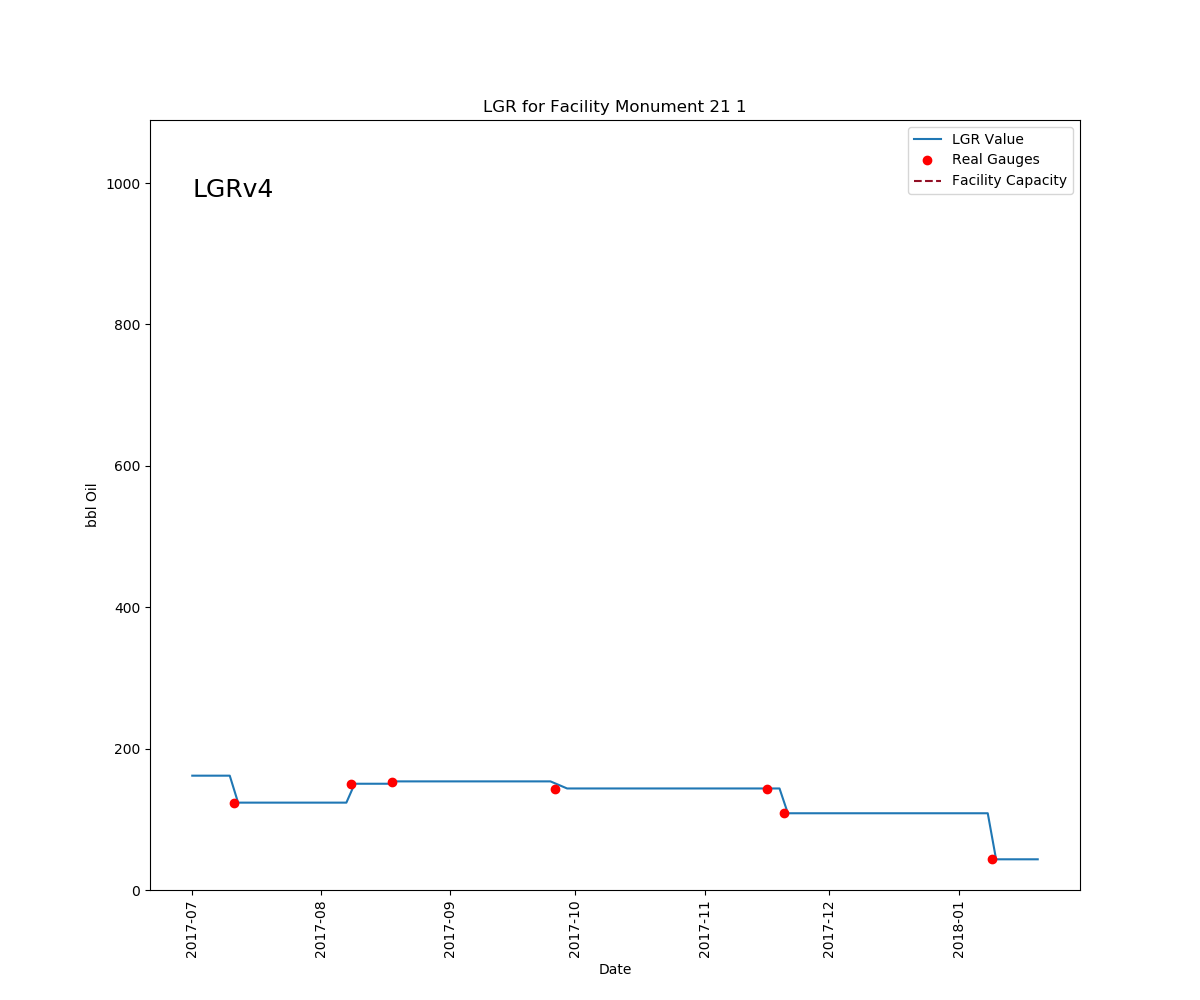 LGR for Facility Monument 21 1
LGR Value
Real Gauges
Facility Capacity
LGRv4
1000
800
600
400
200
0
bbl Oil
2017-07
2017-08
2017-09
2017-10
2017-11
2017-12
2018-01
Date